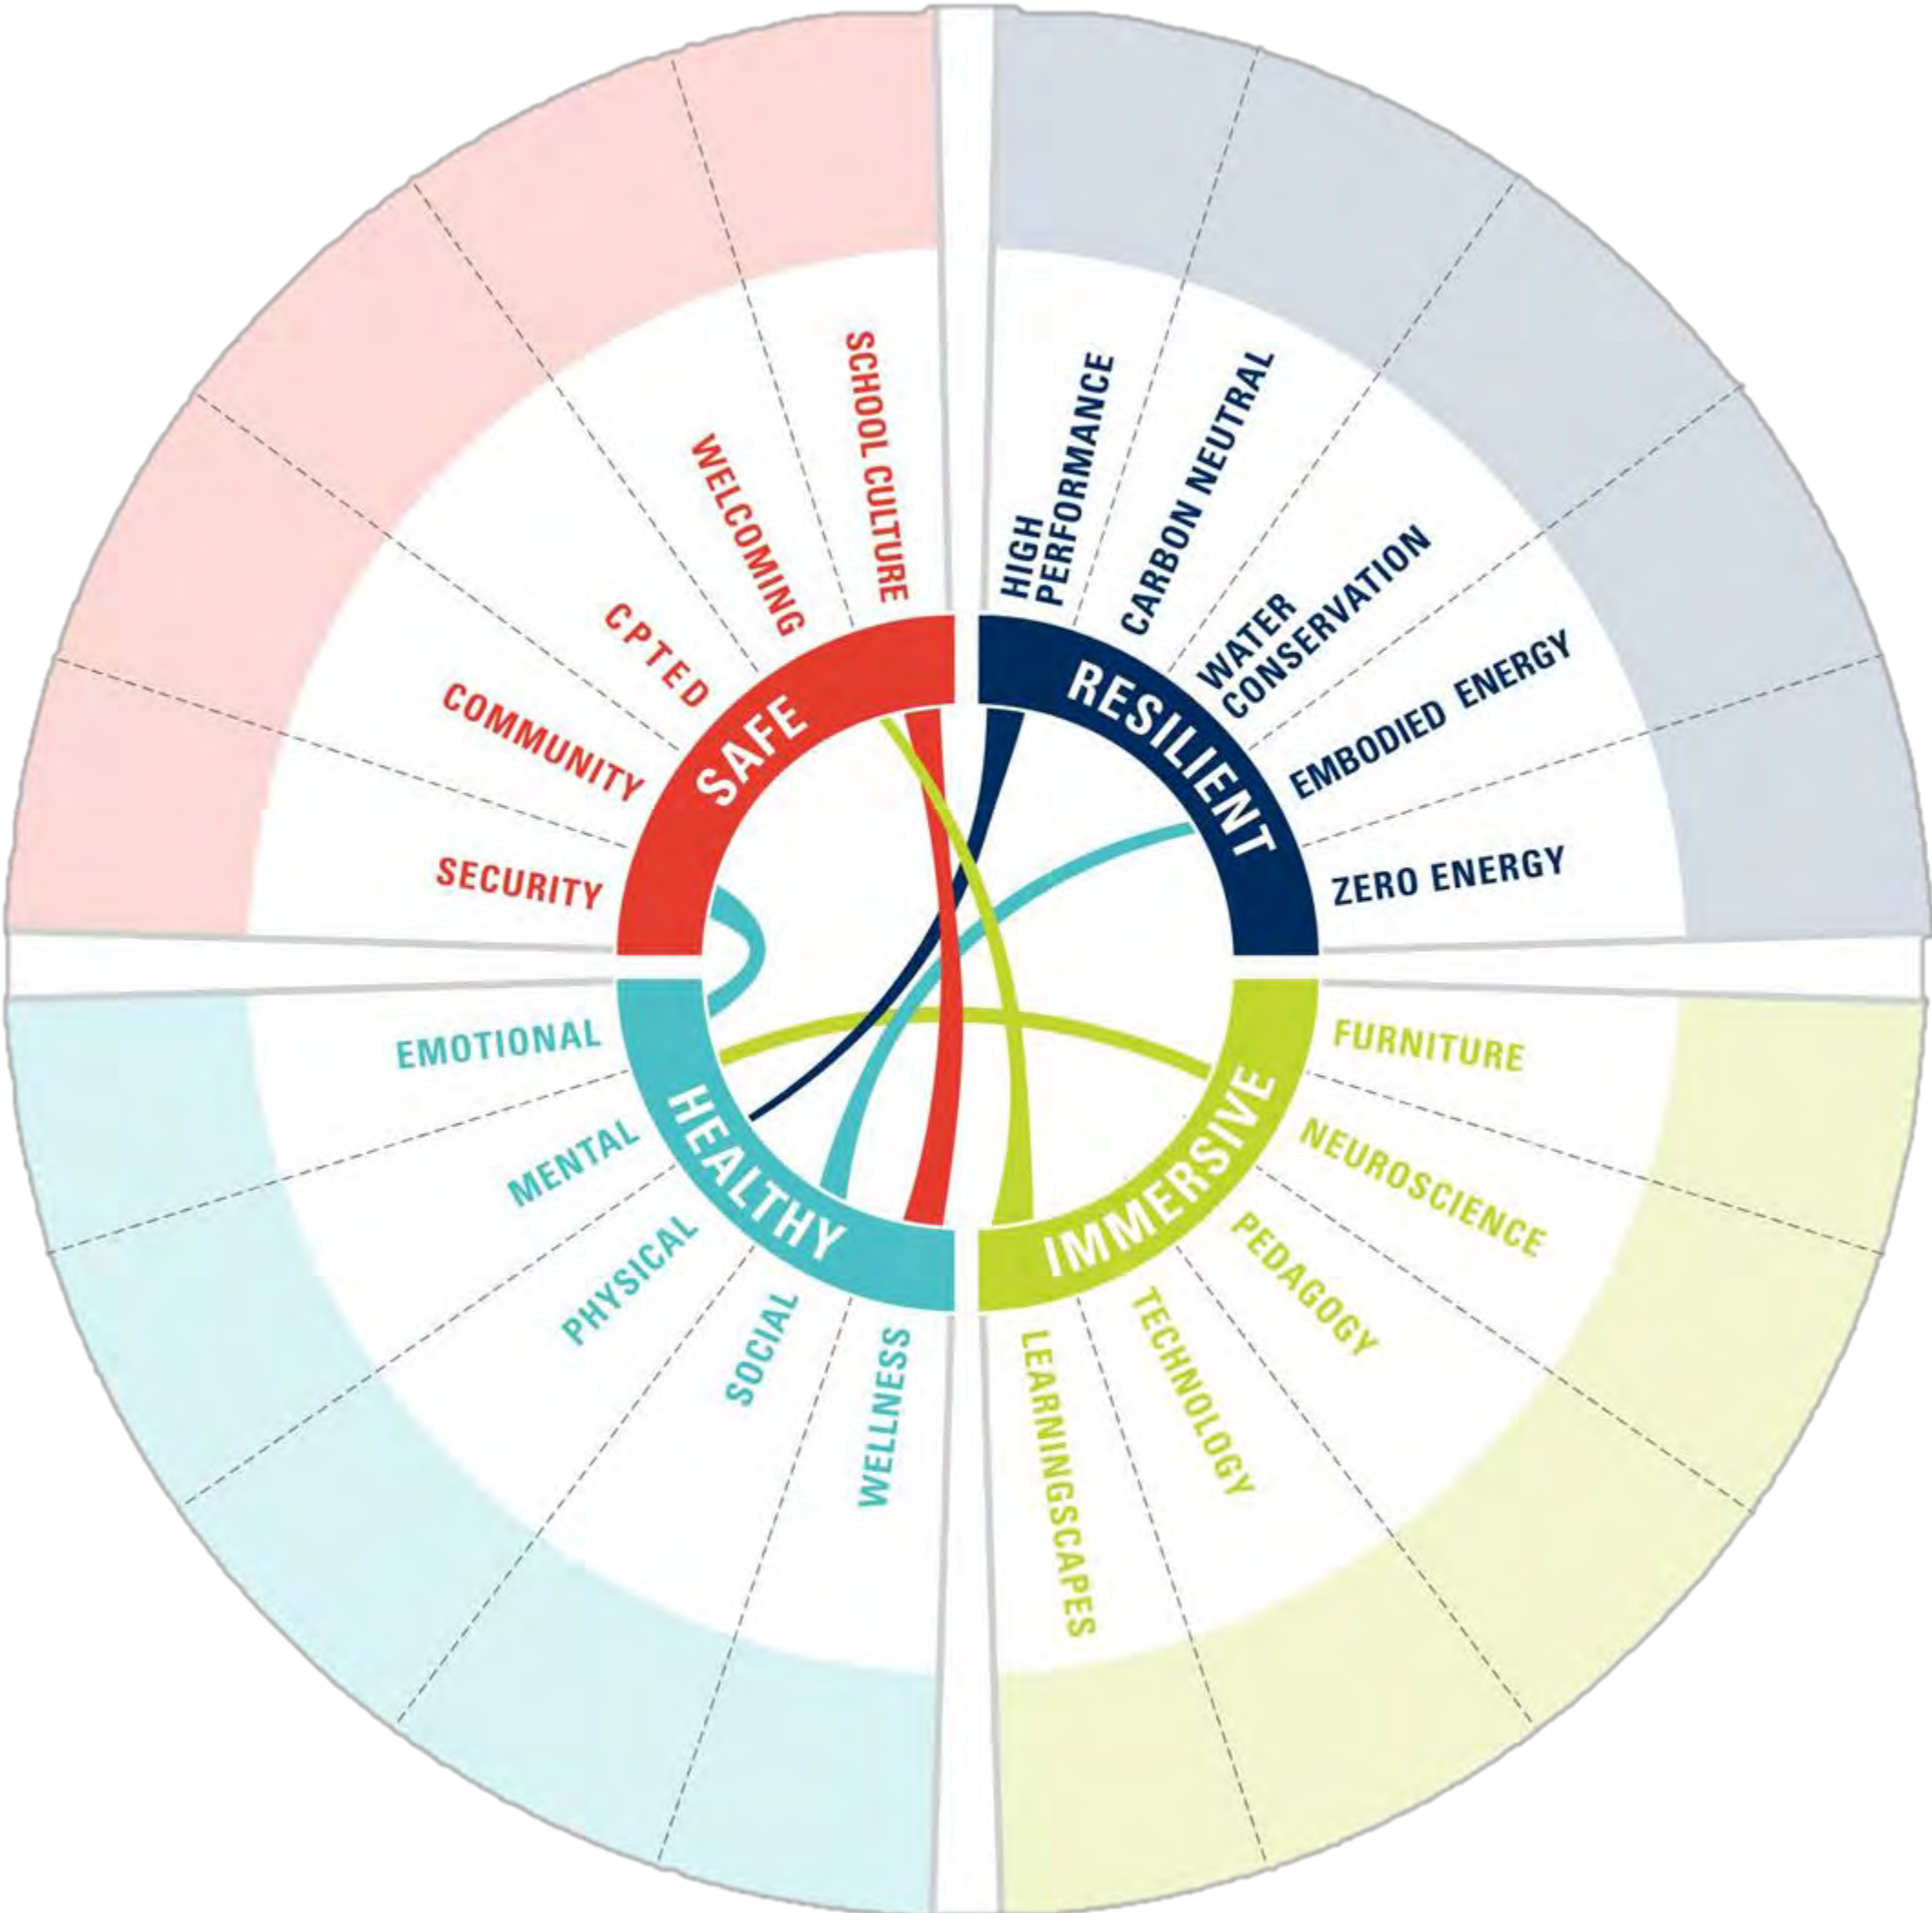 SAFE
SCHOOL CULTURE
WELCOMING
CPTED
COMMUNITY
SECURITY
RESILIENT
HIGH
PERFORMANCE
CARBON NEUTRAL
WATER
CONSERVATION
EMBODIED ENERGY
ZERO ENERGY
HEALTHY
EMOTIONAL
MENTAL
PHYSICAL
SOCIAL
WELLNESS
IMMERSIVE
FURNITURE
NEUROSCIENCE
PEDAGOGY
TECHNOLOGY
LEARNINGSCAPES